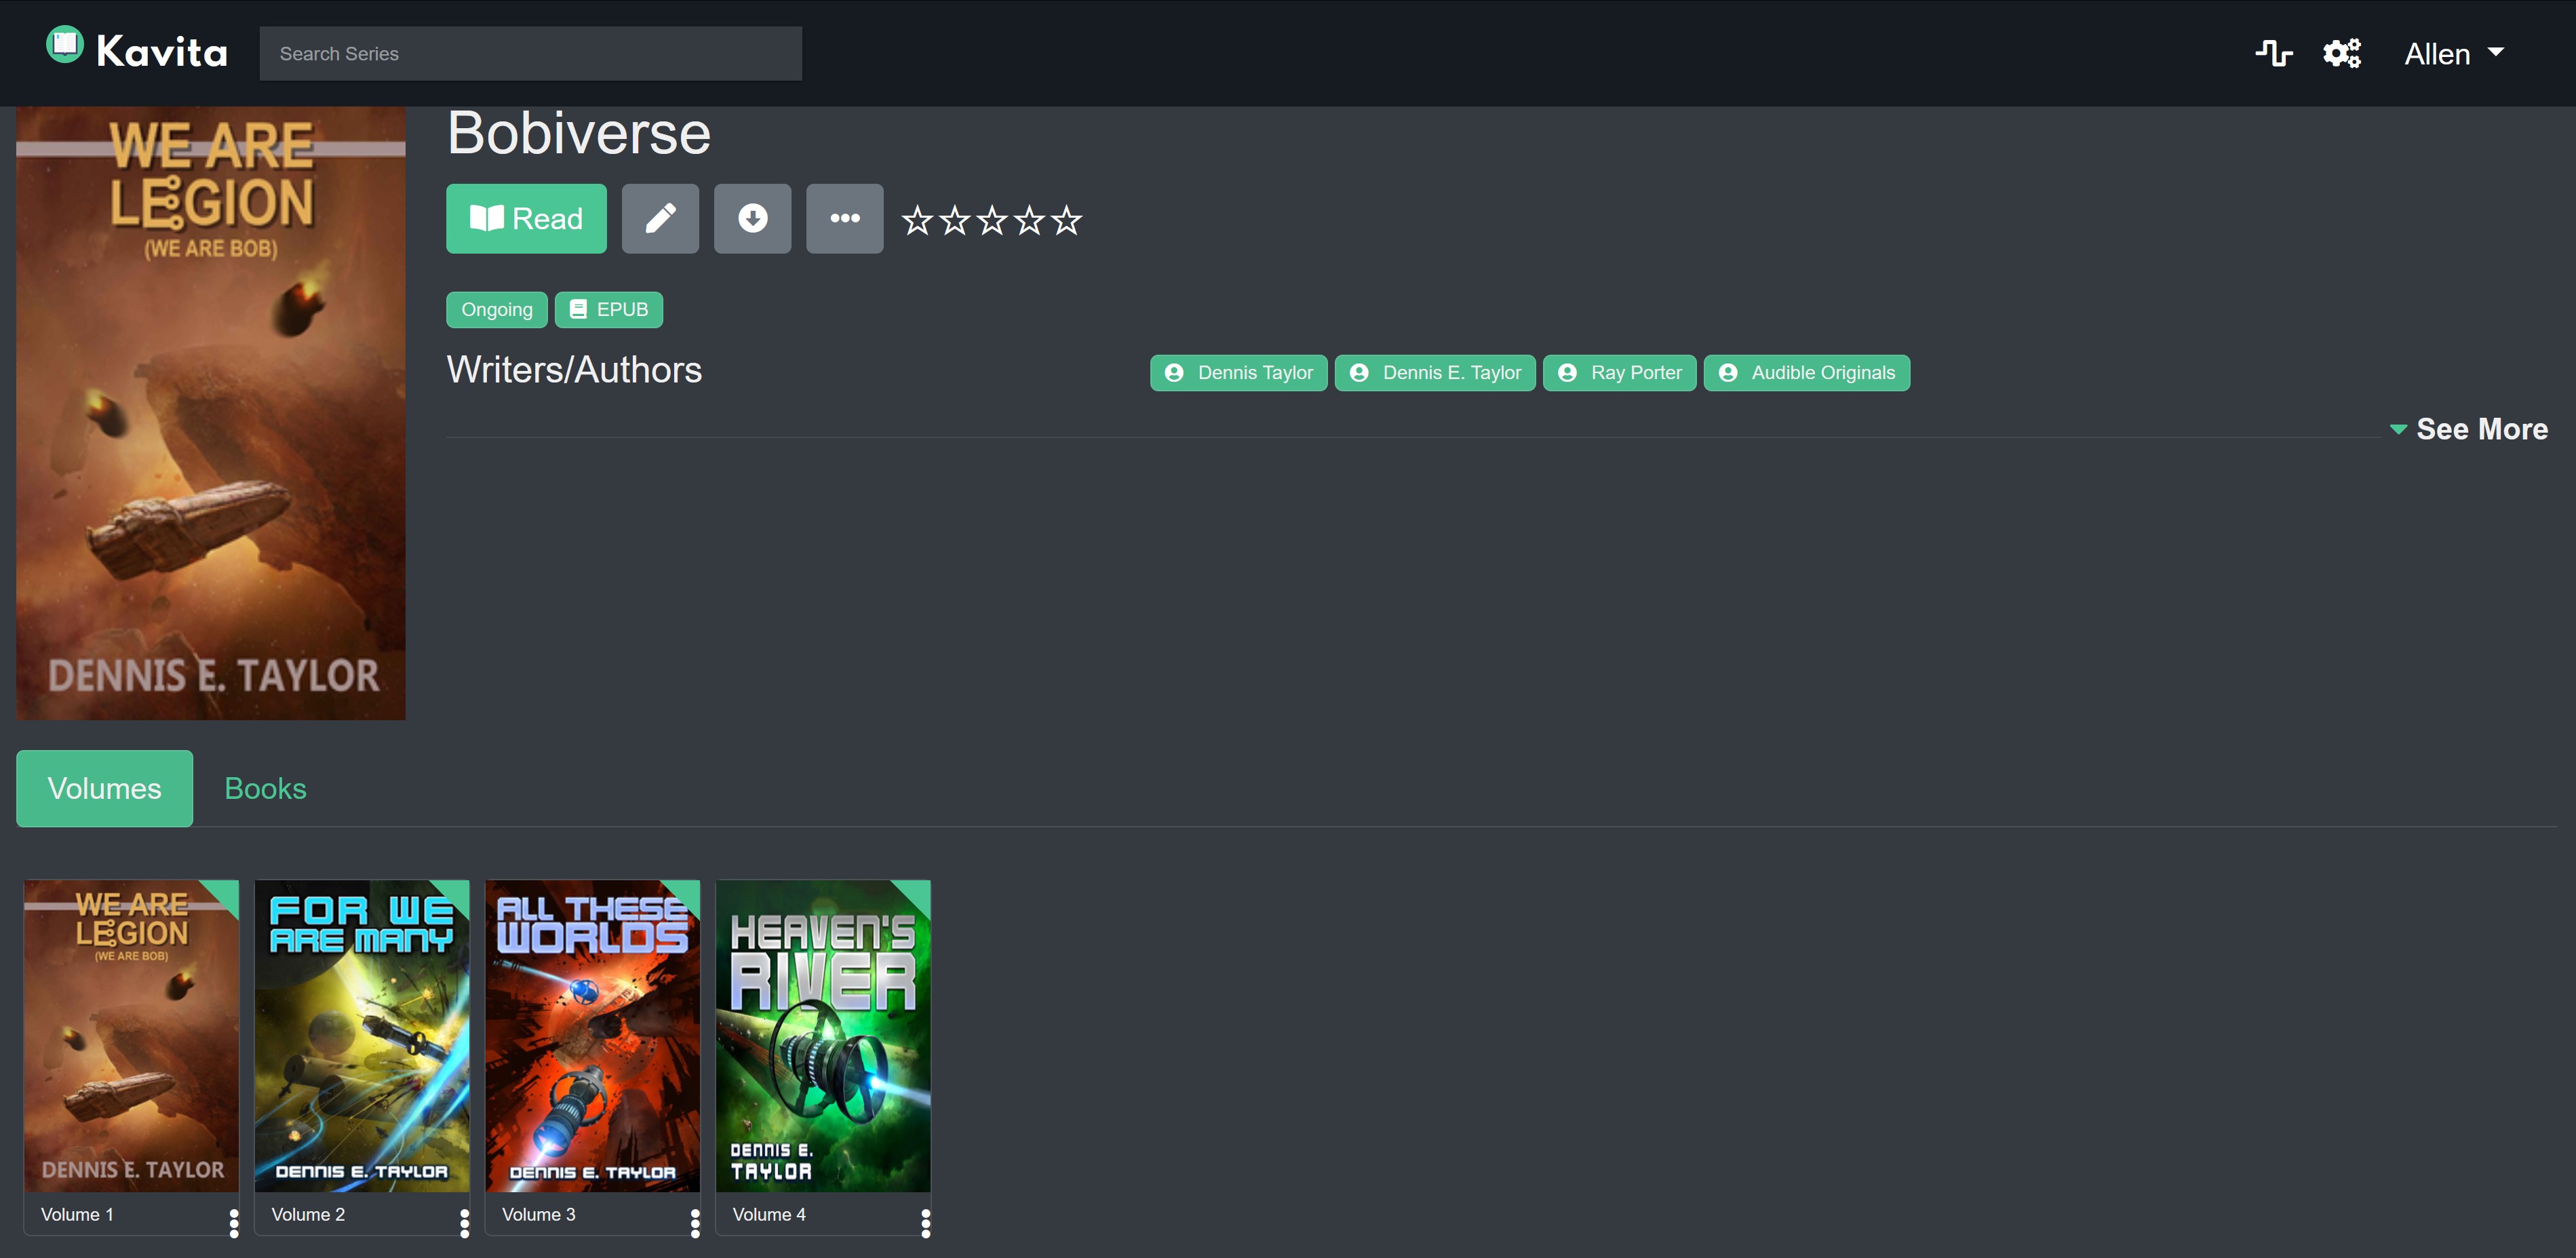 Kavita
Search Series
Allen
WE ARE
LEGION
(WE ARE BOB)
DENNIS E. TAYLOR
Bobiverse
Read
Ongoing
EPUB
Writers/Authors
Dennis Taylor
Dennis E. Taylor
Ray Porter
Audible Originals
See More
Volumes
Books
WE ARE
LEGION
(WE ARE BOB)
DENNIS E. TAYLOR
Volume 1
FOR WE
ARE MANY
DENNIS E. TAYLOR
Volume 2
ALL THESE
WORLDS
DENNIS E. TAYLOR
Volume 3
HEAVEN'S
RIVER
DENNIS E.
TAYLOR
Volume 4